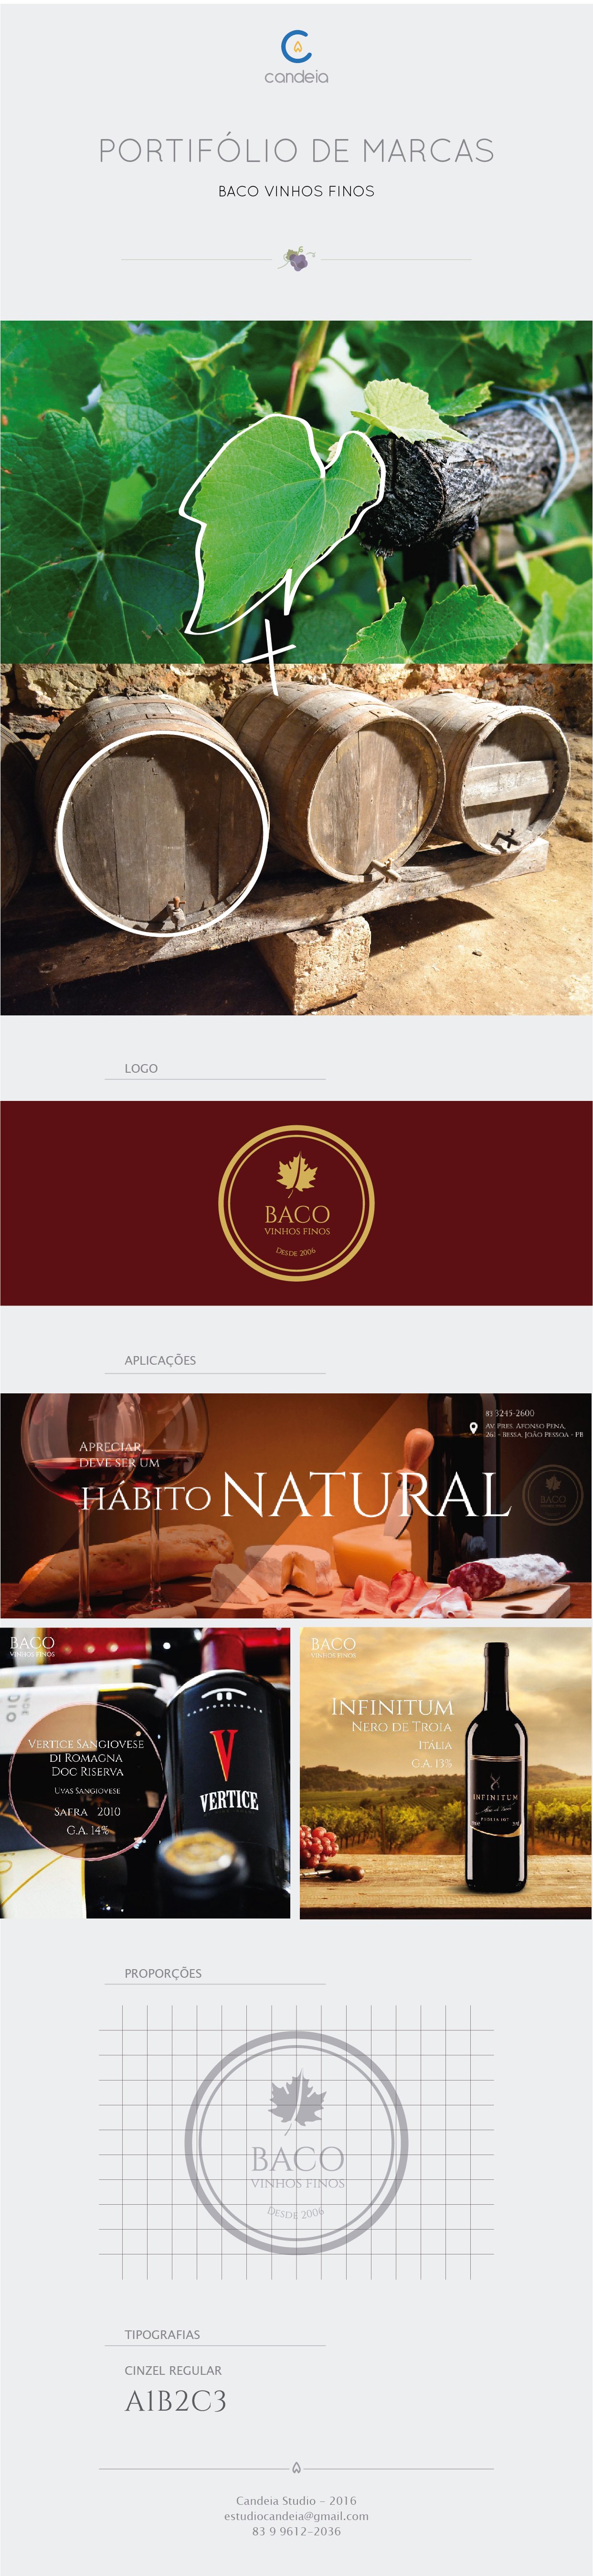 candeia
PORTIFÓLIO DE MARCAS
BACO VINHOS FINOS
LOGO
BACO
VINHOS FINOS
DESDE 2006
APLICAÇÕES
83 3245-2600
AV. PRES. AFONSO PENA,
261 - BESSA, JOÃO PESSOA - PB
APRECIAR,
DEVE SER UM
HÁBITO NATURAL
BACO
BACO
VINHOS FINOS
VERTICE SANGIOVESE
DI ROMAGNA
DOC RISERVA
UVAS SANGIOVESE
SAFRA 2010
G.A. 14%
V
VERTICE
BACO
VINHOS FINOS
INFINITUM
NERO DE TROIA
ITÁLIA
G.A. 13%
INFINITUM
PROPORÇÕES
BACO
VINHOS FINOS
DESDE 2006
TIPOGRAFIAS
CINZEL REGULAR
A1B2C3
Candeia Studio - 2016
estudiocandeia@gmail.com
83 9 9612-2036